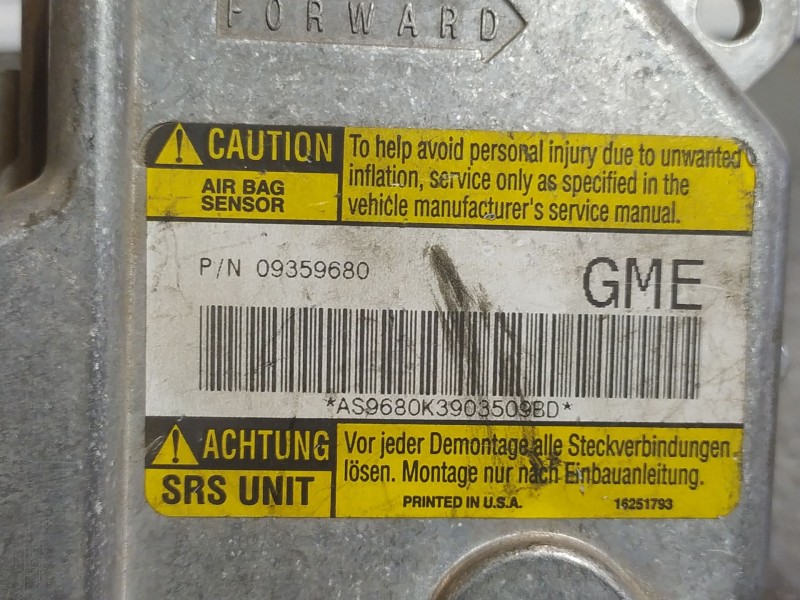 FORWARD
CAUTION
AIR BAG
SENSOR
To help avoid personal injury due to unwanted
inflation, service only as specified in the
vehicle manufacturer's service manual.
P/N 09359680
GME
*AS9680K3903509BD*
ACHTUNG
SRS UNIT
Vor jeder Demontage alle Steckverbindungen
lösen. Montage nur nach Einbauanleitung.
PRINTED IN U.S.A.
16251793